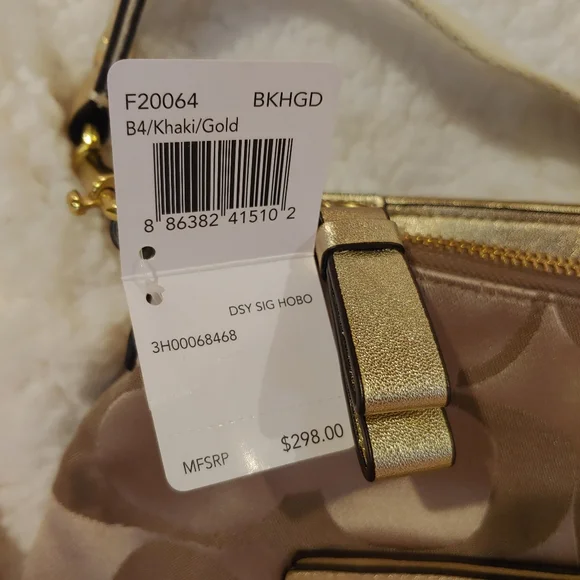 F20064 BKHGD
B4/Khaki/Gold
8 86382 41510 2
DSY SIG HOBO
3H00068468
MFSRP $298.00